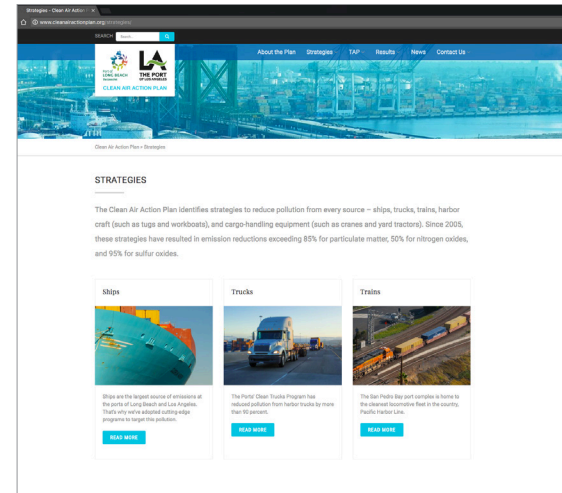 Strategies - Clean Air Action P
www.cleanairactionplan.org/strategies/
SEARCH Search...
About the Plan Strategies TAP Results News Contact Us
Port of
LONG BEACH
THE PORT
OF LOS ANGELES
CLEAN AIR ACTION PLAN
Clean Air Action Plan > Strategies
STRATEGIES
The Clean Air Action Plan identifies strategies to reduce pollution from every source – ships, trucks, trains, harbor
craft (such as tugs and workboats), and cargo-handling equipment (such as cranes and yard tractors). Since 2005,
these strategies have resulted in emission reductions exceeding 85% for particulate matter, 50% for nitrogen oxides,
and 95% for sulfur oxides.
Ships
Ships are the largest source of emissions at
the ports of Long Beach and Los Angeles.
That's why we've adopted cutting edge
programs to target this pollution.
READ MORE
Trucks
The Ports' Clean Trucks Program has
reduced pollution from harbor trucks by more
than 90 percent.
READ MORE
Trains
The San Pedro Bay port complex is home to
the cleanest locomotive fleet in the country,
Pacific Harbor Line.
READ MORE